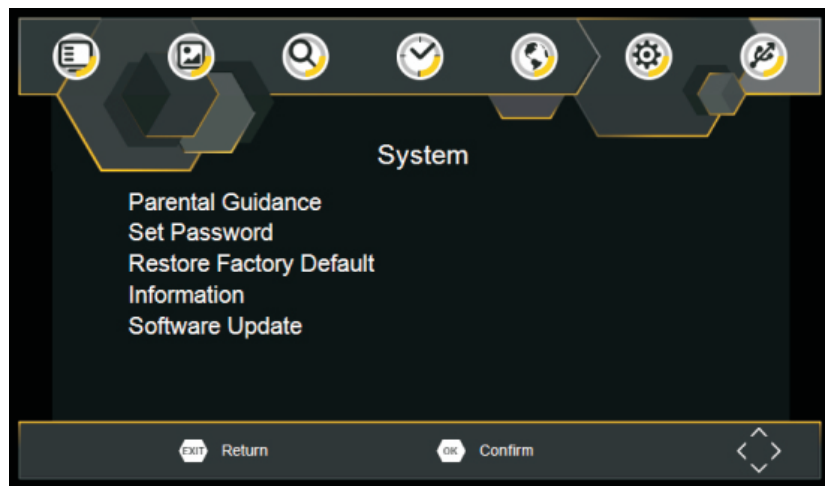 System
Parental Guidance
Set Password
Restore Factory Default
Information
Software Update
EXIT Return OK Confirm